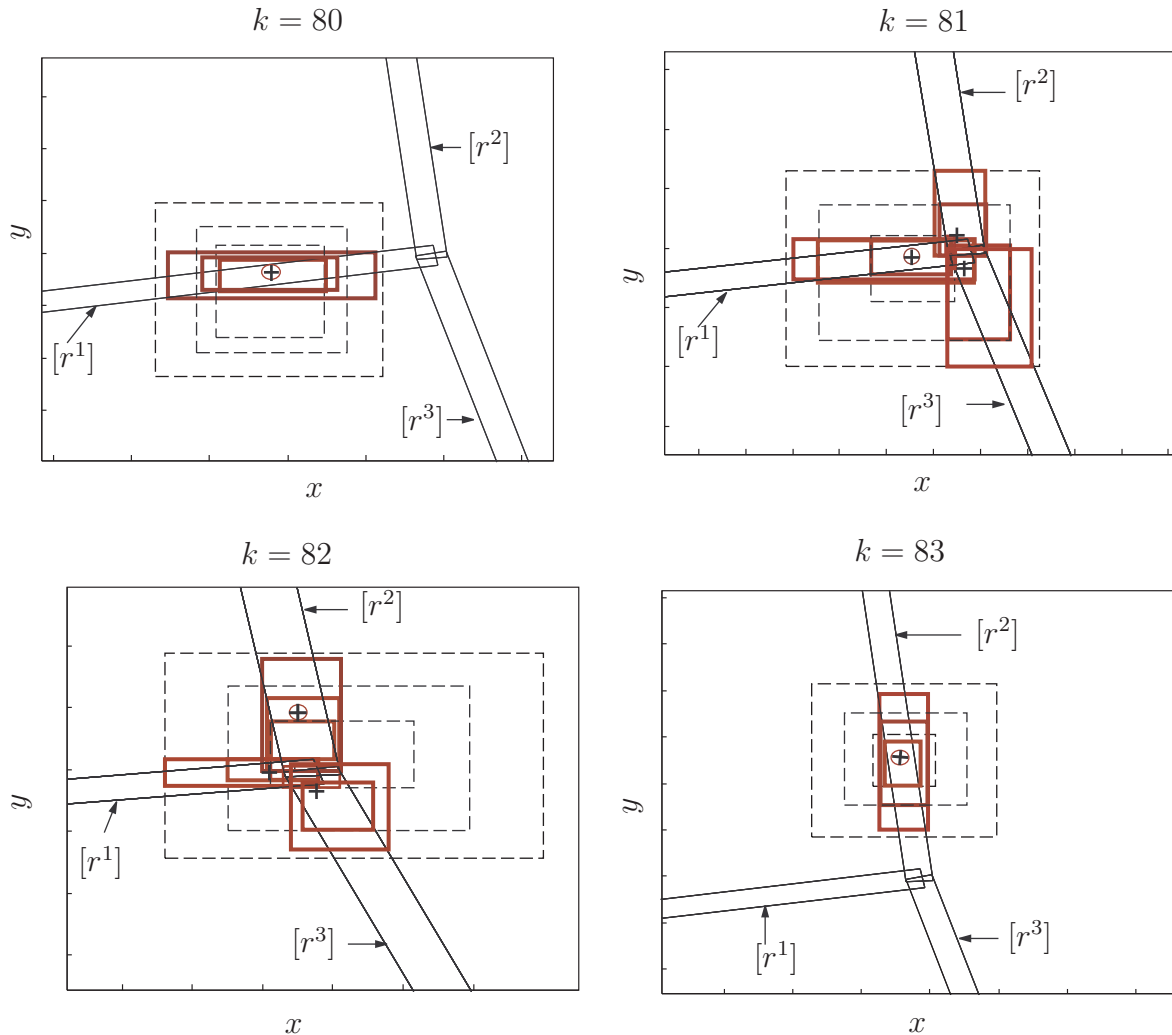 k = 80
[r²]
y
[r¹]
[r³]
x
k = 81
[r²]
y
[r¹]
[r³]
x
k = 82
[r²]
y
[r¹]
[r³]
x
k = 83
[r²]
y
[r¹]
[r³]
x